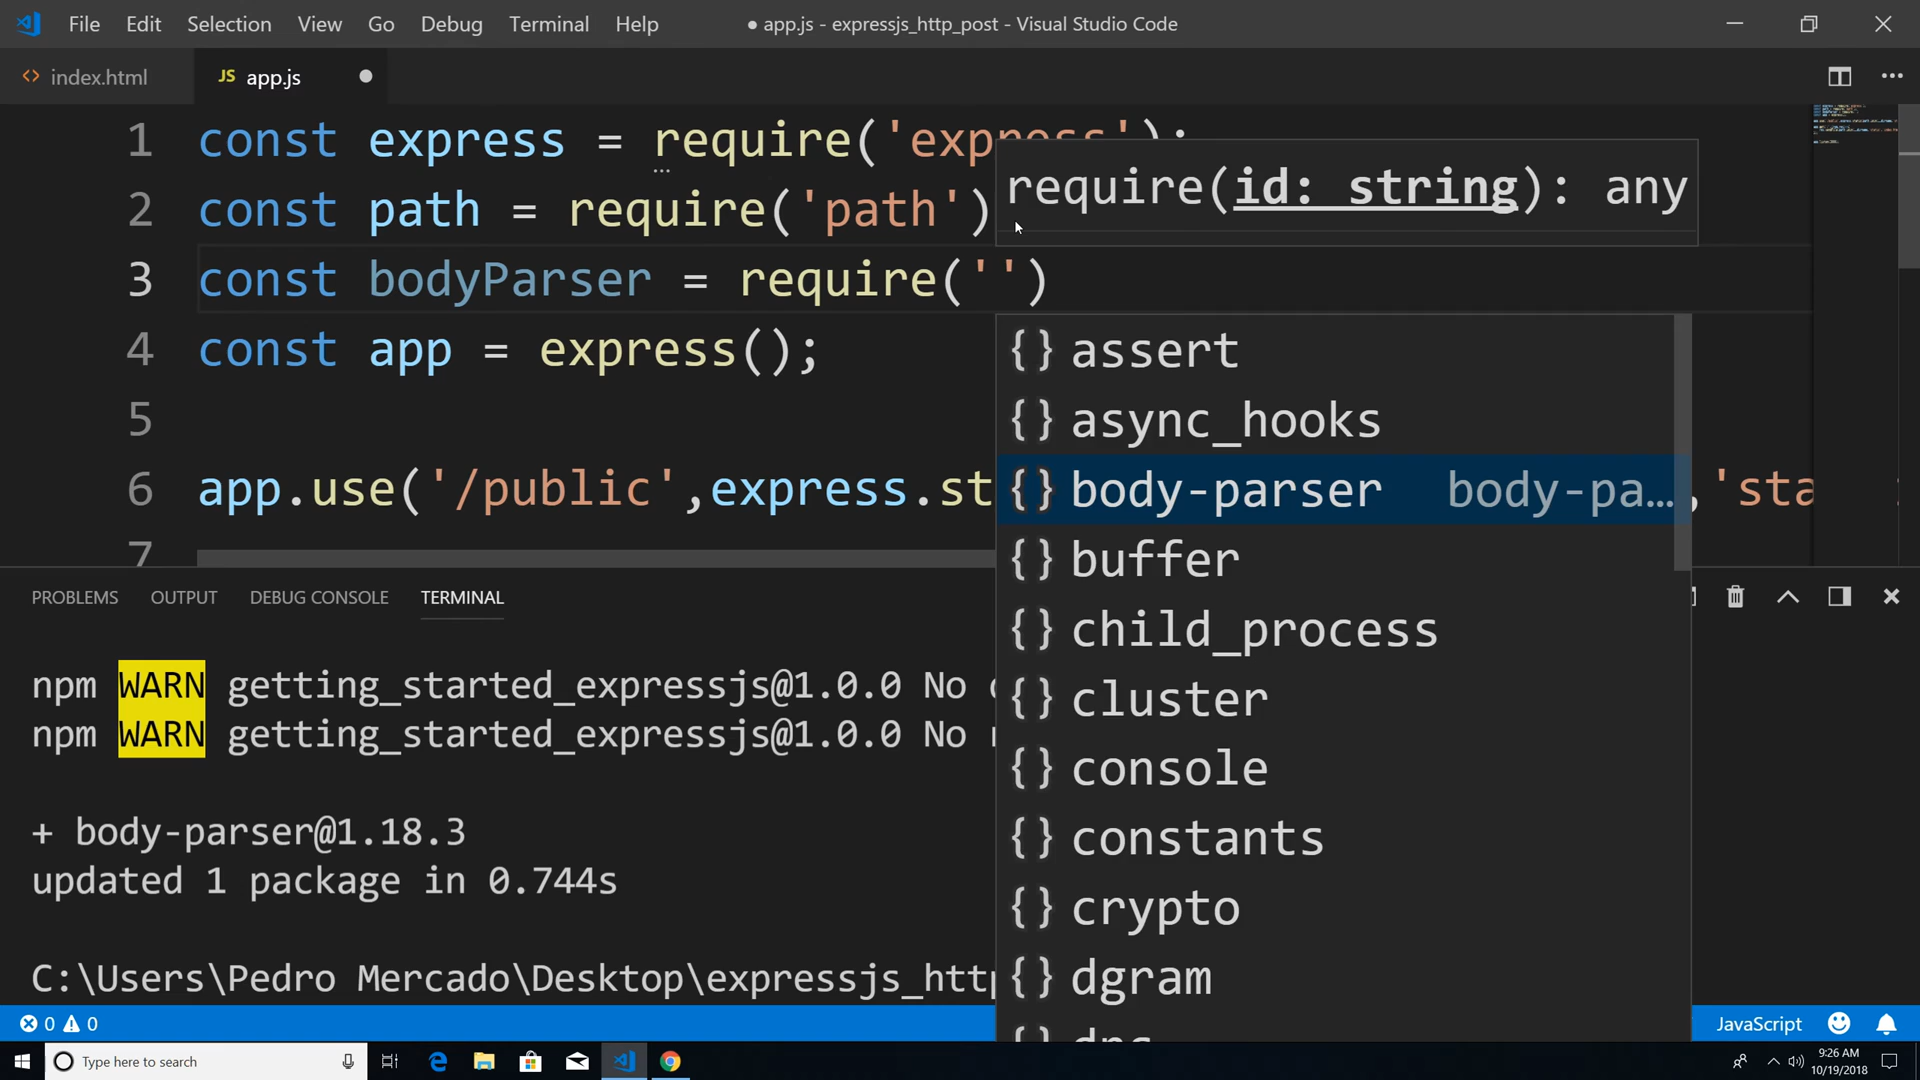 File Edit Selection View Go Debug Terminal Help
● app.js - expressjs_http_post - Visual Studio Code
index.html
JS app.js
1 const express = require('express');
require(id: string): any
2 const path = require('path')
3 const bodyParser = require('')
4 const app = express();
5
6 app.use('/public',express.st
,'sta
7
{} assert
{} async_hooks
{} body-parser body-pa…
{} buffer
{} child_process
{} cluster
{} console
{} constants
{} crypto
{} dgram
{} dns
PROBLEMS OUTPUT DEBUG CONSOLE TERMINAL
npm WARN getting_started_expressjs@1.0.0 No
npm WARN getting_started_expressjs@1.0.0 No
+ body-parser@1.18.3
updated 1 package in 0.744s
C:\Users\Pedro Mercado\Desktop\expressjs_http
0 0
JavaScript
Type here to search
9:26 AM
10/19/2018